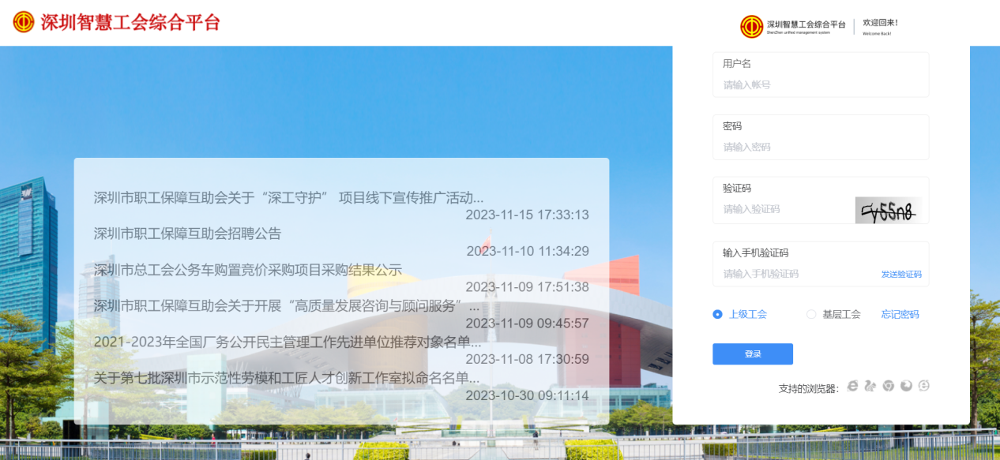 深圳智慧工会综合平台
深圳智慧工会综合平台
ShenZhen unified management system
欢迎回来！
Welcome Back!
深圳市职工保障互助会关于“深工守护” 项目线下宣传推广活动...
2023-11-15 17:33:13
深圳市职工保障互助会招聘公告
2023-11-10 11:34:29
深圳市总工会公务车购置竞价采购项目采购结果公示
2023-11-09 17:51:38
深圳市职工保障互助会关于开展“高质量发展咨询与顾问服务” ...
2023-11-09 09:45:57
2021-2023年全国厂务公开民主管理工作先进单位推荐对象名单...
2023-11-08 17:30:59
关于第七批深圳市示范性劳模和工匠人才创新工作室拟命名名单...
2023-10-30 09:11:14
用户名
请输入帐号
密码
请输入密码
验证码
请输入验证码
输入手机验证码
请输入手机验证码
发送验证码
上级工会
基层工会
忘记密码
登录
支持的浏览器：